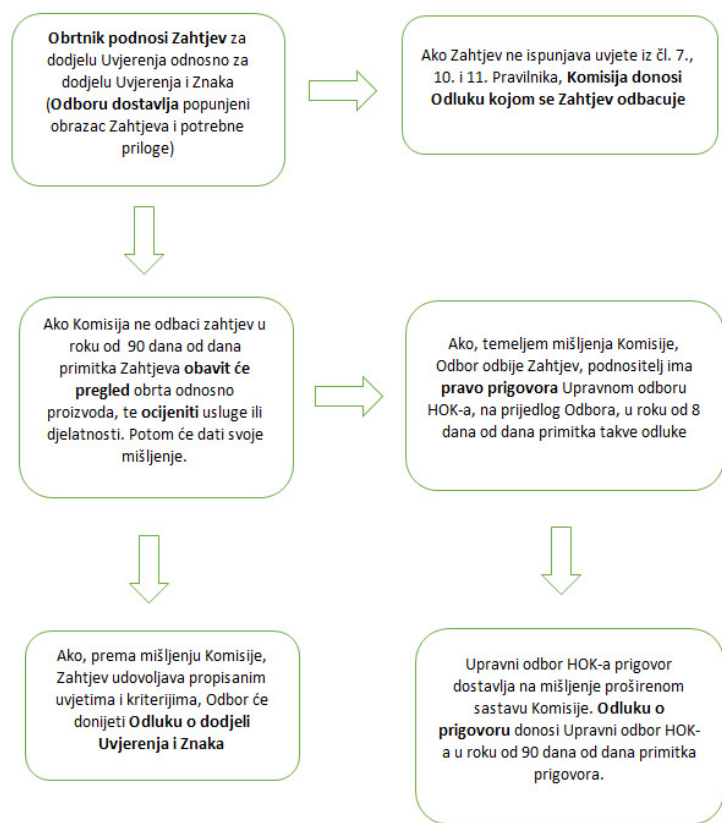 Obrtnik podnosi Zahtjev za
dodjelu Uvjerenja odnosno za
dodjelu Uvjerenja i Znaka
(Odboru dostavlja popunjeni
obrazac Zahtjeva i potrebne
priloge)
Ako Zahtjev ne ispunjava uvjete iz čl. 7.,
10. i 11. Pravilnika, Komisija donosi
Odluku kojom se Zahtjev odbacuje
Ako Komisija ne odbaci zahtjev u
roku od 90 dana od dana
primitka Zahtjeva obavit će
pregled obrta odnosno
proizvoda, te ocijeniti usluge ili
djelatnosti. Potom će dati svoje
mišljenje.
Ako, temeljem mišljenja Komisije,
Odbor odbije Zahtjev, podnositelj ima
pravo prigovora Upravnom odboru
HOK-a, na prijedlog Odbora, u roku od 8
dana od dana primitka takve odluke
Ako, prema mišljenju Komisije,
Zahtjev udovoljava propisanim
uvjetima i kriterijima, Odbor će
donijeti Odluku o dodjeli
Uvjerenja i Znaka
Upravni odbor HOK-a prigovor
dostavlja na mišljenje proširenom
sastavu Komisije. Odluku o
prigovoru donosi Upravni odbor HOK-
a u roku od 90 dana od dana primitka
prigovora.